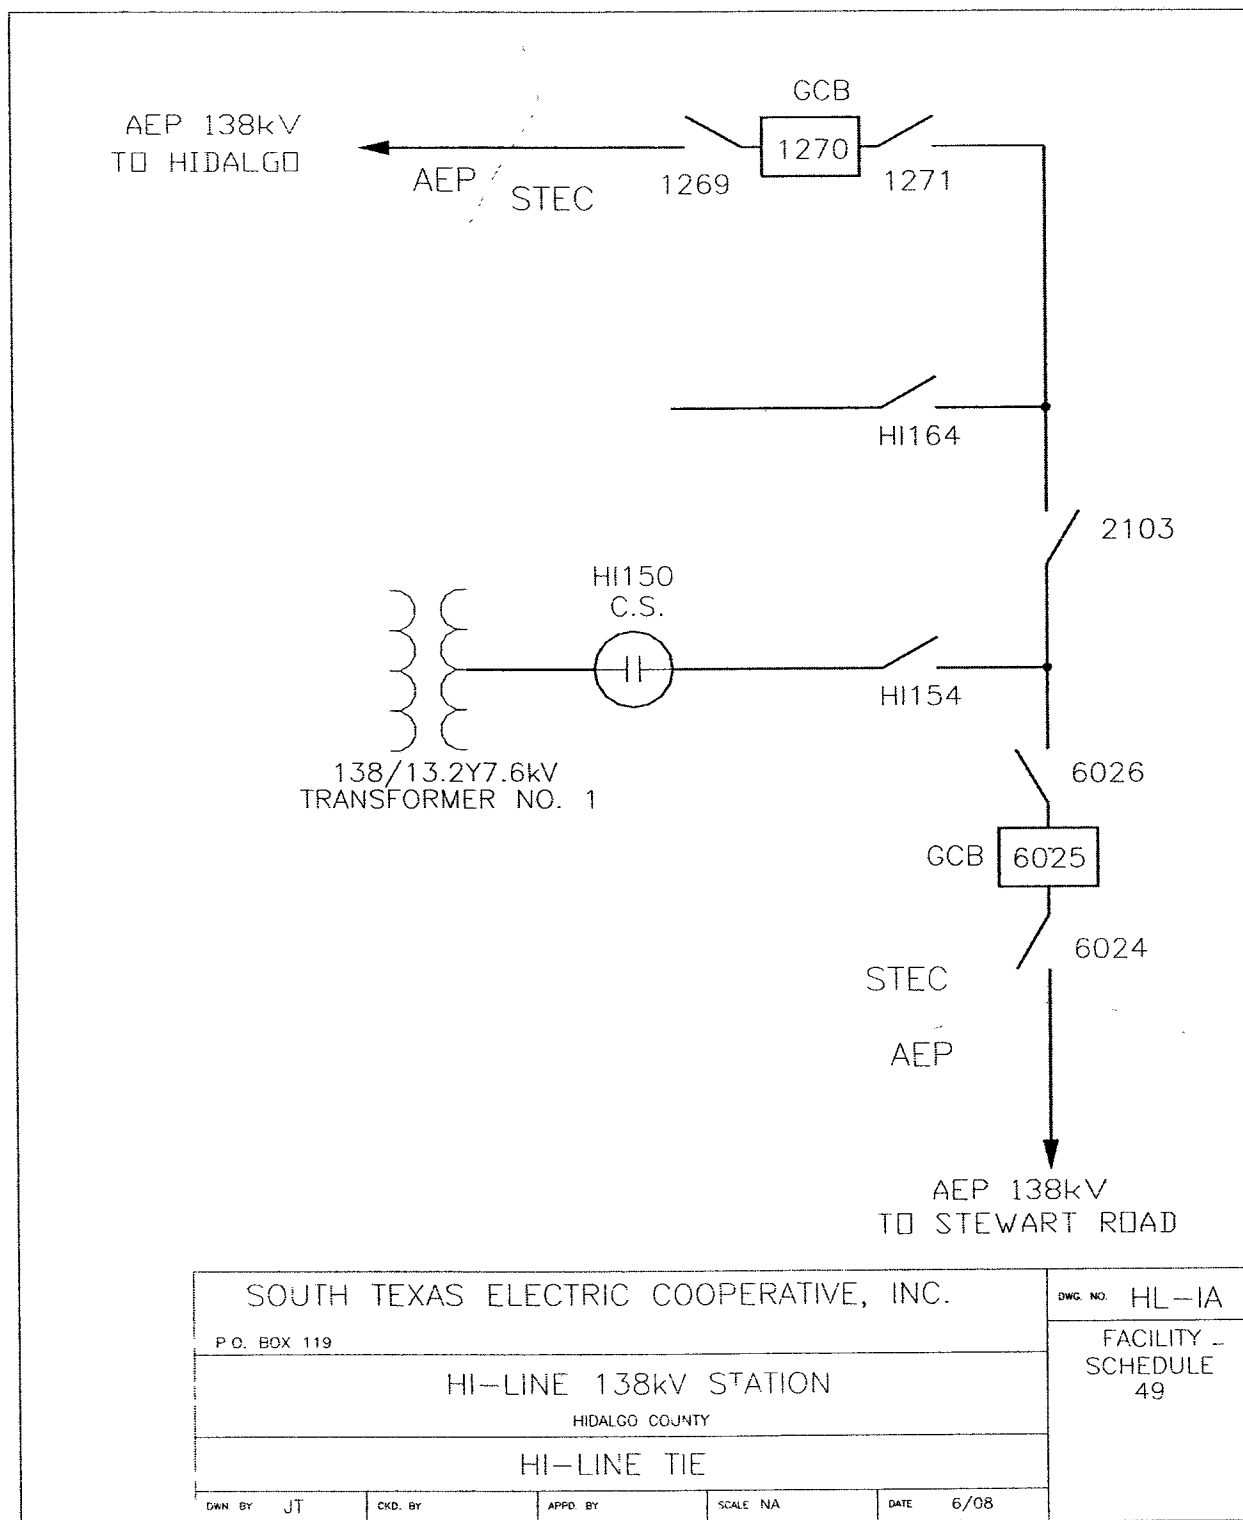 GCB
AEP 138kV
TO HIDALGO
1270
AEP
STEC
1269
1271
HI164
2103
HI150
C.S.
HI154
138/13.2Y7.6kV
TRANSFORMER NO. 1
6026
GCB
6025
6024
STEC
AEP
AEP 138kV
TO STEWART ROAD
SOUTH TEXAS ELECTRIC COOPERATIVE, INC.
P.O. BOX 119
DWG. NO. HL-IA
FACILITY -
SCHEDULE
49
HI-LINE 138kV STATION
HIDALGO COUNTY
HI-LINE TIE
DWN BY JT
CKD. BY
APPD. BY
SCALE NA
DATE 6/08